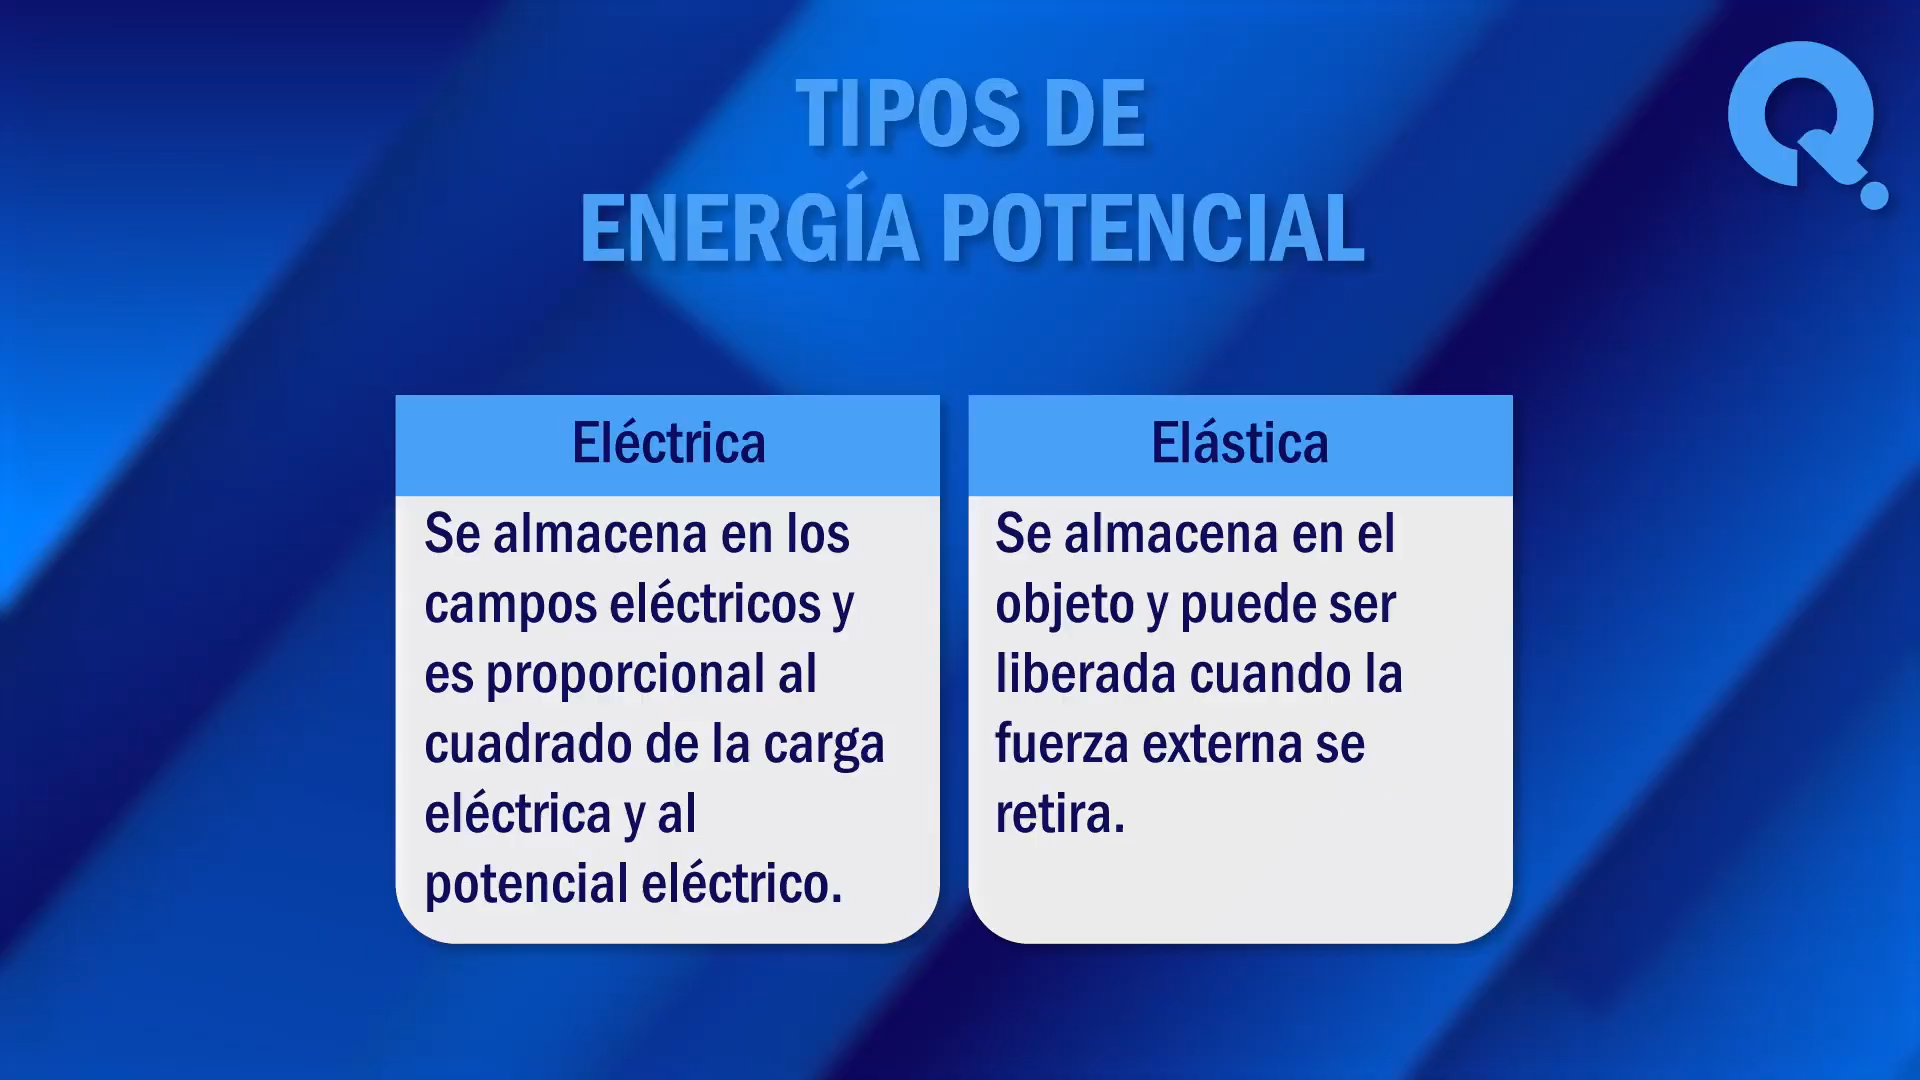 TIPOS DE
ENERGÍA POTENCIAL
Eléctrica
Se almacena en los
campos eléctricos y
es proporcional al
cuadrado de la carga
eléctrica y al
potencial eléctrico.
Elástica
Se almacena en el
objeto y puede ser
liberada cuando la
fuerza externa se
retira.